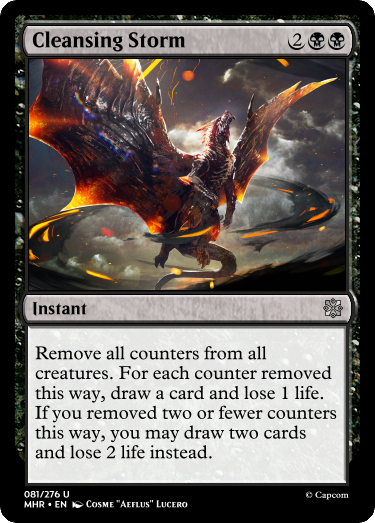 Cleansing Storm 2
Instant
Remove all counters from all
creatures. For each counter removed
this way, draw a card and lose 1 life.
If you removed two or fewer counters
this way, you may draw two cards
and lose 2 life instead.
081/276 U
MHR • EN Cosme "Aeflus" Lucero
© Capcom